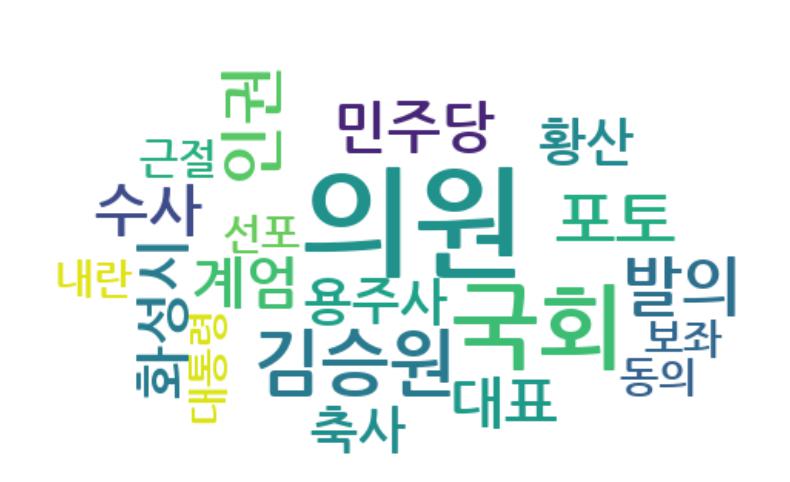 인권
민주당
황산
근절
의원
수사
포토
선포
내란
화성시
계엄
용주사
국회
발의
대통령
김승원
보좌
동의
대표
축사